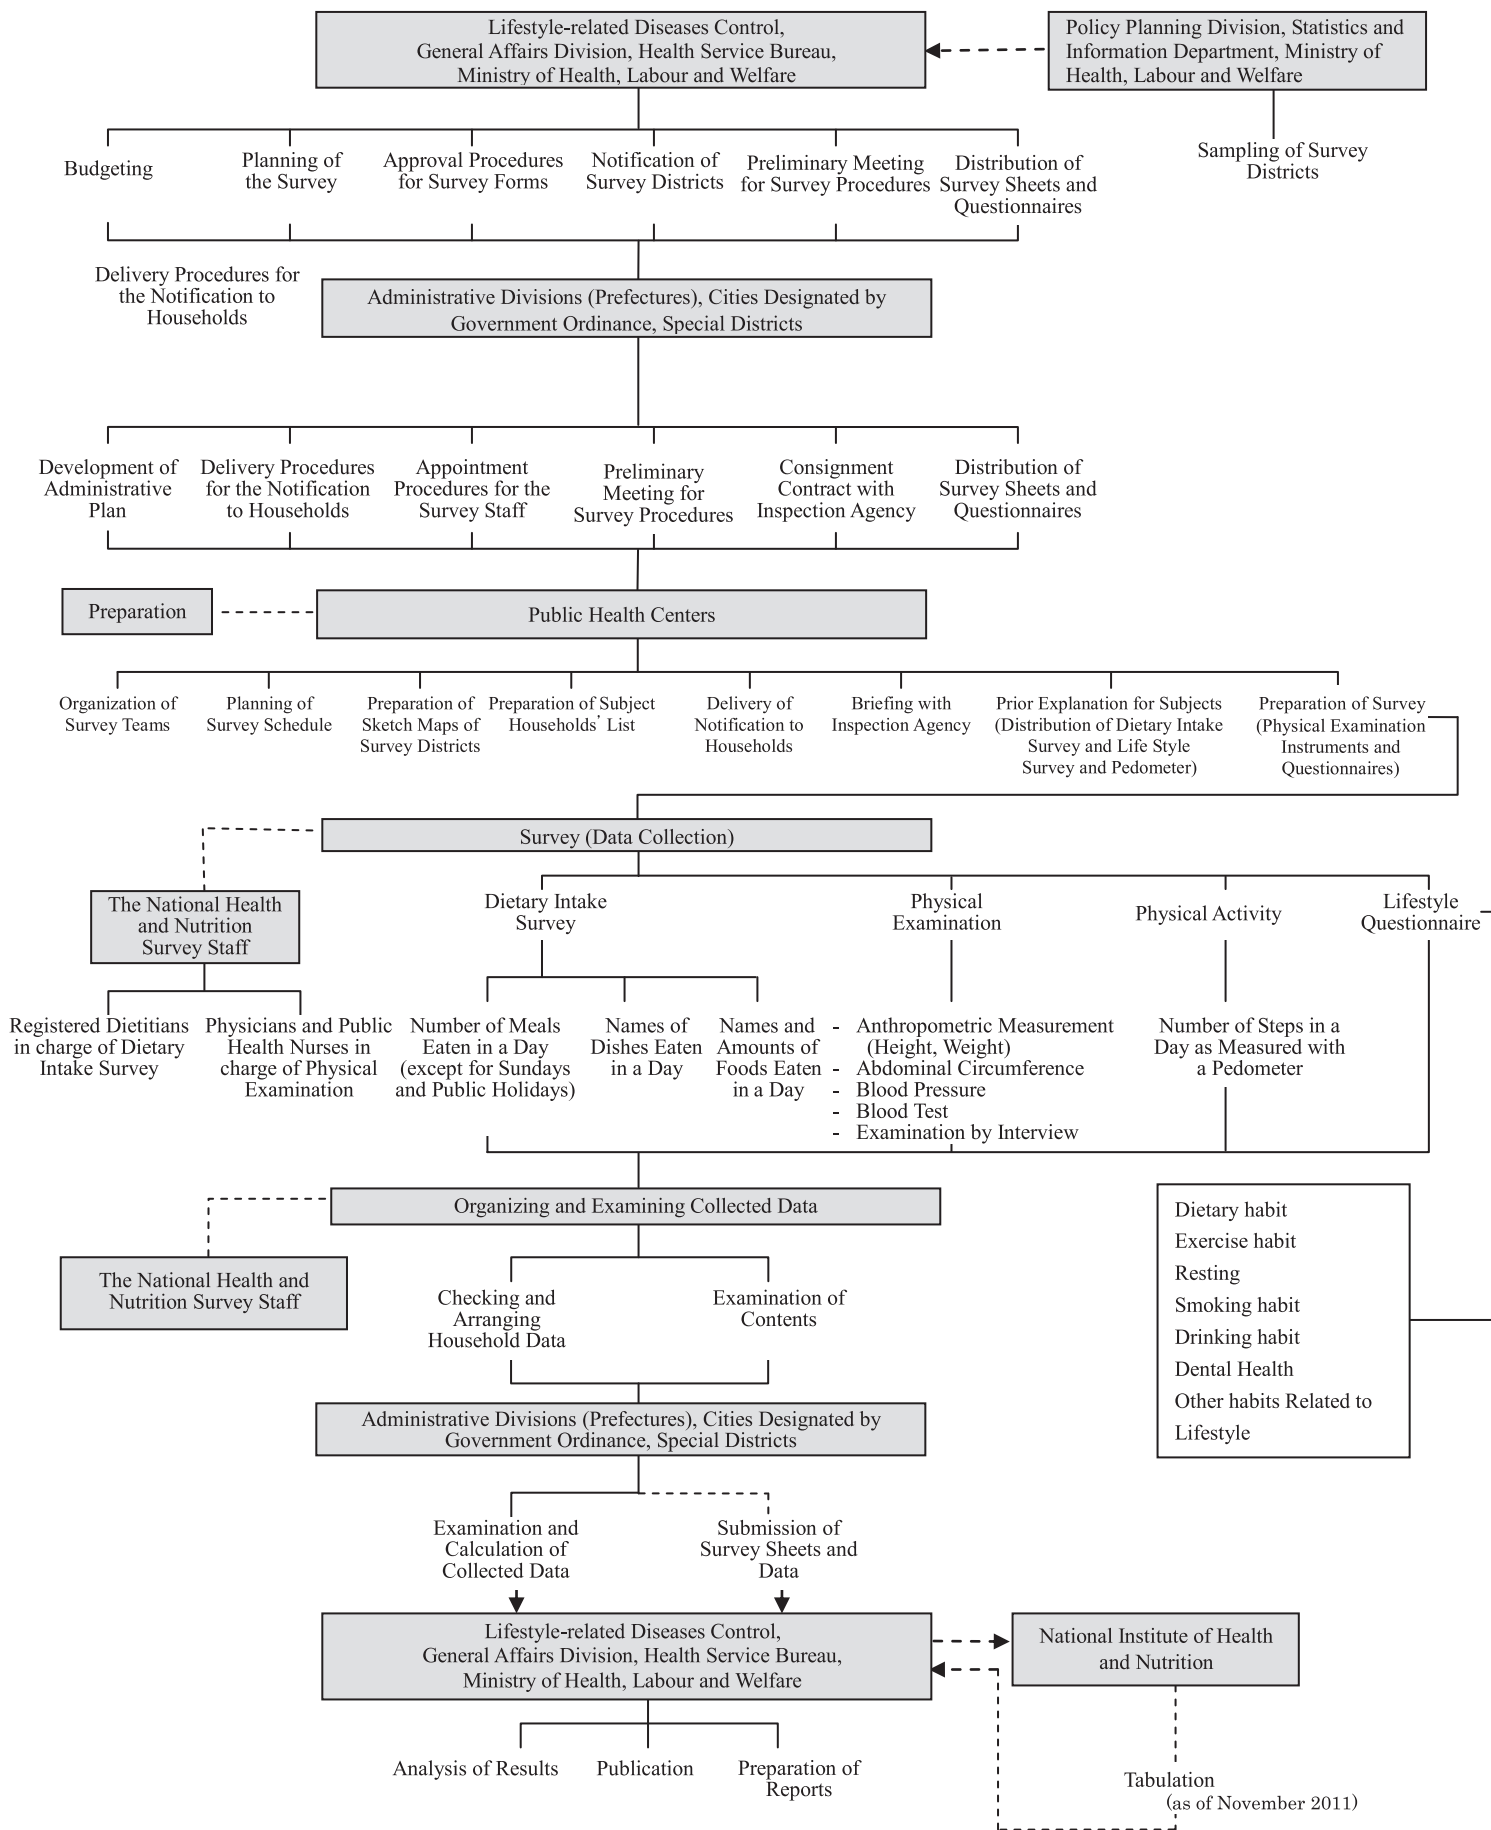 Lifestyle-related Diseases Control,
General Affairs Division, Health Service Bureau,
Ministry of Health, Labour and Welfare
Policy Planning Division, Statistics and
Information Department, Ministry of
Health, Labour and Welfare
Sampling of Survey
Districts
Budgeting
Planning of
the Survey
Approval Procedures
for Survey Forms
Notification of
Survey Districts
Preliminary Meeting
for Survey Procedures
Distribution of
Survey Sheets and
Questionnaires
Delivery Procedures for
the Notification to
Households
Administrative Divisions (Prefectures), Cities Designated by
Government Ordinance, Special Districts
Development of
Administrative
Plan
Delivery Procedures
for the Notification
to Households
Appointment
Procedures for the
Survey Staff
Preliminary
Meeting for
Survey Procedures
Consignment
Contract with
Inspection Agency
Distribution of
Survey Sheets and
Questionnaires
Preparation
Public Health Centers
Organization of
Survey Teams
Planning of
Survey Schedule
Preparation of
Sketch Maps of
Survey Districts
Preparation of Subject
Households' List
Delivery of
Notification to
Households
Briefing with
Inspection Agency
Prior Explanation for Subjects
(Distribution of Dietary Intake
Survey and Life Style
Survey and Pedometer)
Preparation of Survey
(Physical Examination
Instruments and
Questionnaires)
Survey (Data Collection)
The National Health
and Nutrition
Survey Staff
Registered Dietitians
in charge of Dietary
Intake Survey
Physicians and Public
Health Nurses in
charge of Physical
Examination
Dietary Intake
Survey
Physical
Examination
Physical Activity
Lifestyle
Questionnaire
Number of Meals
Eaten in a Day
(except for Sundays
and Public Holidays)
Names of
Dishes Eaten
in a Day
Names and
Amounts of
Foods Eaten
in a Day
- Anthropometric Measurement
(Height, Weight)
- Abdominal Circumference
- Blood Pressure
- Blood Test
- Examination by Interview
Number of Steps in a
Day as Measured with
a Pedometer
Organizing and Examining Collected Data
The National Health and
Nutrition Survey Staff
Checking and
Arranging
Household Data
Examination of
Contents
Dietary habit
Exercise habit
Resting
Smoking habit
Drinking habit
Dental Health
Other habits Related to
Lifestyle
Administrative Divisions (Prefectures), Cities Designated by
Government Ordinance, Special Districts
Examination and
Calculation of
Collected Data
Submission of
Survey Sheets and
Data
Lifestyle-related Diseases Control,
General Affairs Division, Health Service Bureau,
Ministry of Health, Labour and Welfare
National Institute of Health
and Nutrition
Analysis of Results
Publication
Preparation of
Reports
Tabulation
(as of November 2011)